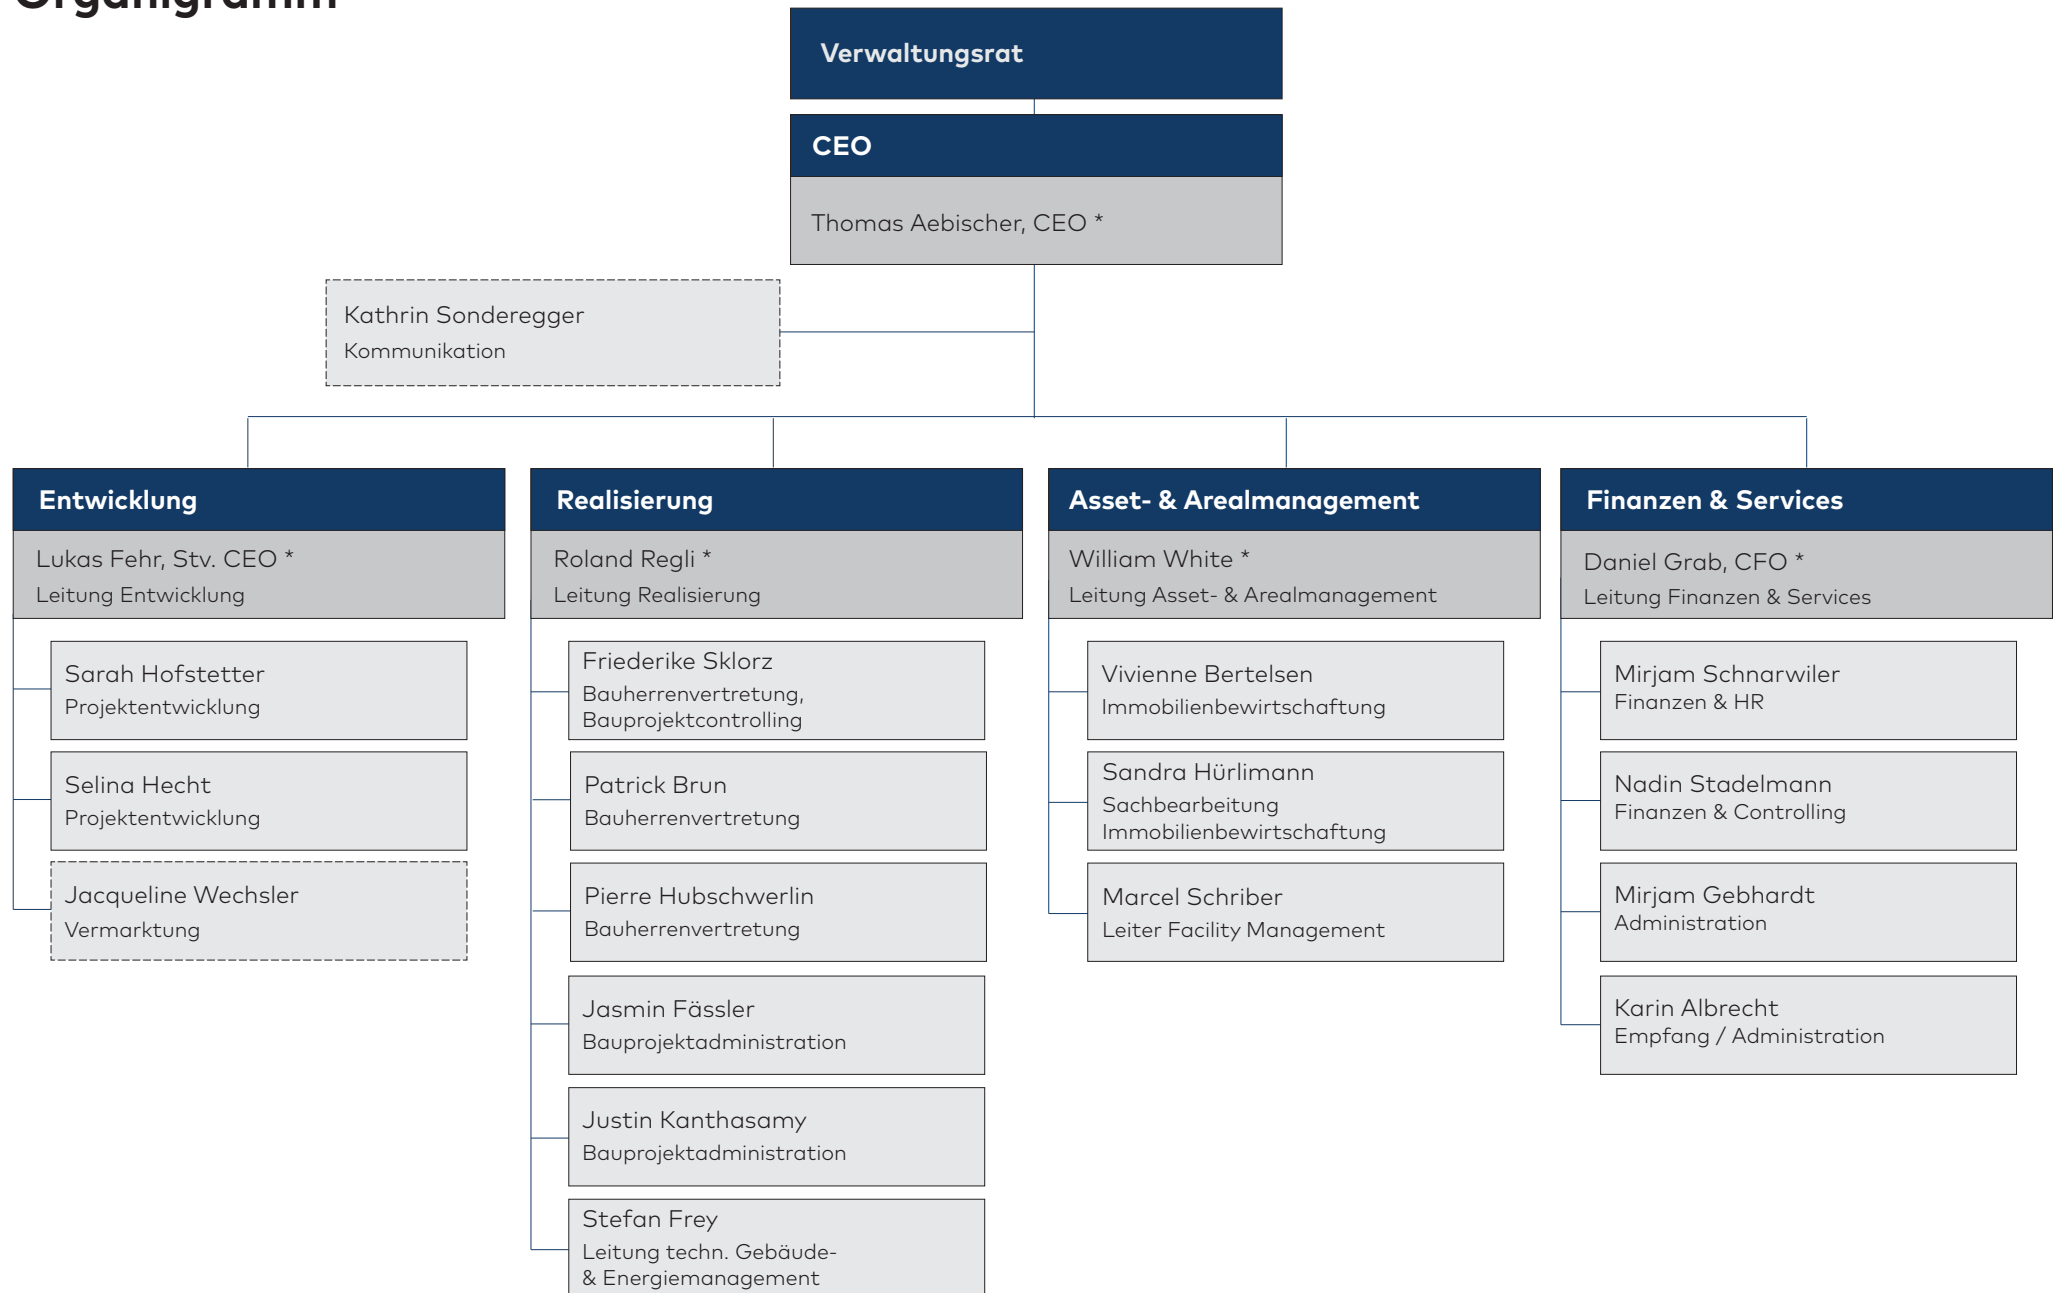 Organigramm
Verwaltungsrat
CEO
Thomas Aebischer, CEO *
Kathrin Sonderegger
Kommunikation
Entwicklung
Lukas Fehr, Stv. CEO *
Leitung Entwicklung
Sarah Hofstetter
Projektentwicklung
Selina Hecht
Projektentwicklung
Jacqueline Wechsler
Vermarktung
Realisierung
Roland Regli *
Leitung Realisierung
Friederike Sklorz
Bauherrenvertretung,
Bauprojektcontrolling
Patrick Brun
Bauherrenvertretung
Pierre Hubschwerlin
Bauherrenvertretung
Jasmin Fässler
Bauprojektadministration
Justin Kanthasamy
Bauprojektadministration
Stefan Frey
Leitung techn. Gebäude-
& Energiemanagement
Asset- & Arealmanagement
William White *
Leitung Asset- & Arealmanagement
Vivienne Bertelsen
Immobilienbewirtschaftung
Sandra Hürlimann
Sachbearbeitung
Immobilienbewirtschaftung
Marcel Schriber
Leiter Facility Management
Finanzen & Services
Daniel Grab, CFO *
Leitung Finanzen & Services
Mirjam Schnarwiler
Finanzen & HR
Nadin Stadelmann
Finanzen & Controlling
Mirjam Gebhardt
Administration
Karin Albrecht
Empfang / Administration